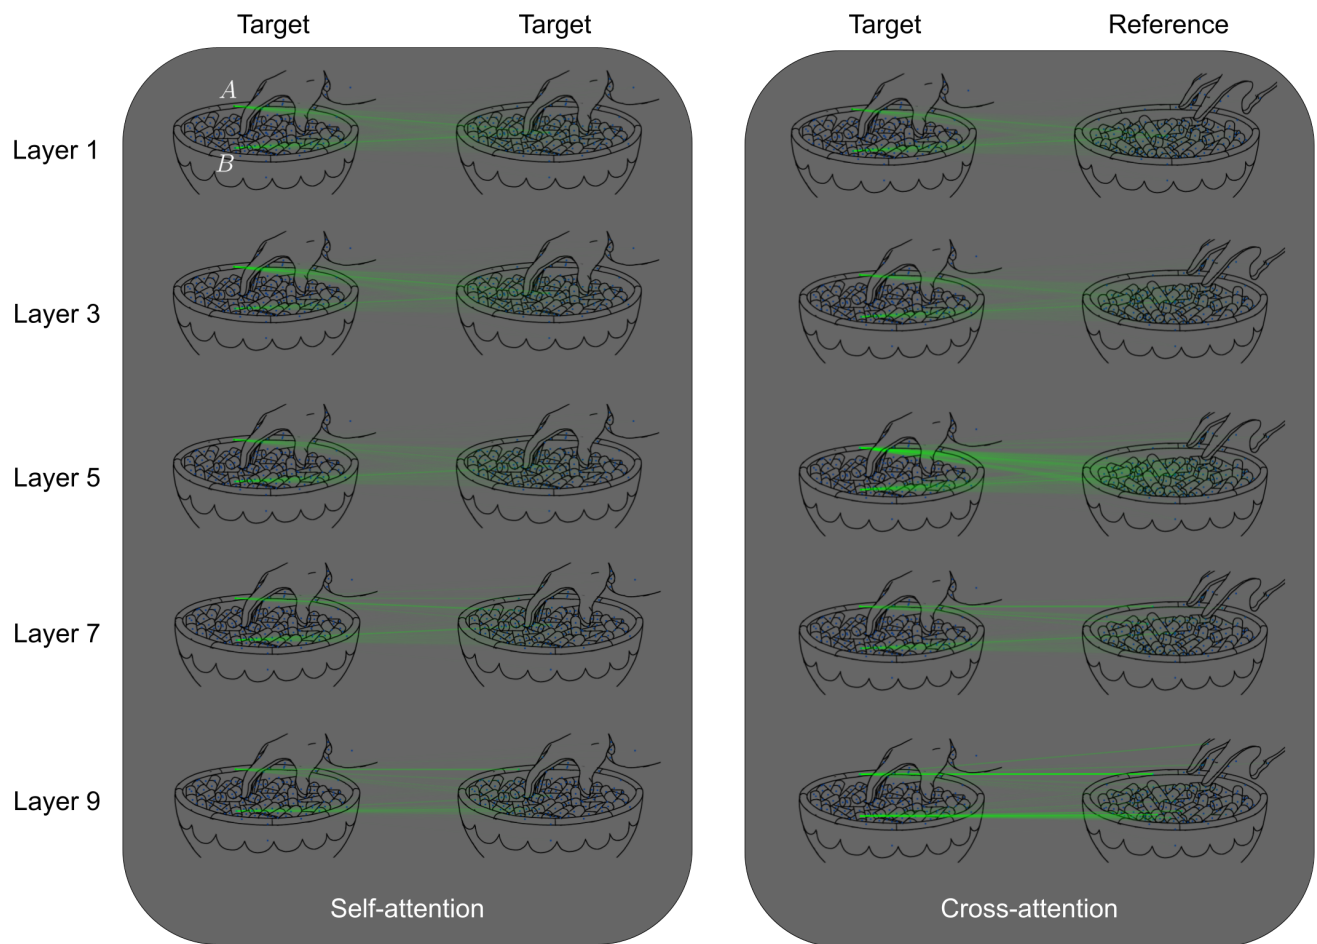 Target Target Target Reference
A
Layer 1
B
Layer 3
Layer 5
Layer 7
Layer 9
Self-attention Cross-attention